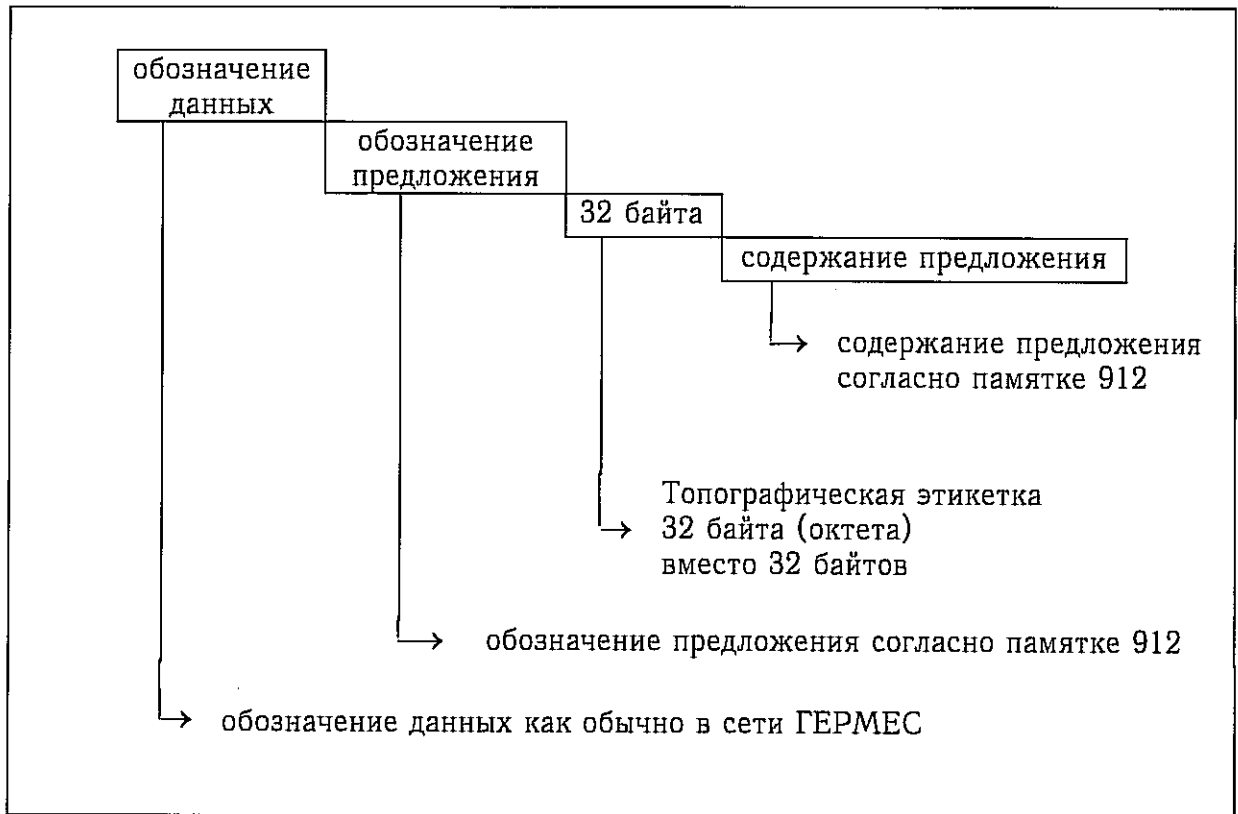 обозначение
данных
обозначение
предложения
32 байта
содержание предложения
содержание предложения
согласно памятке 912
Топографическая этикетка
32 байта (октета)
вместо 32 байтов
обозначение предложения согласно памятке 912
обозначение данных как обычно в сети ГЕРМЕС